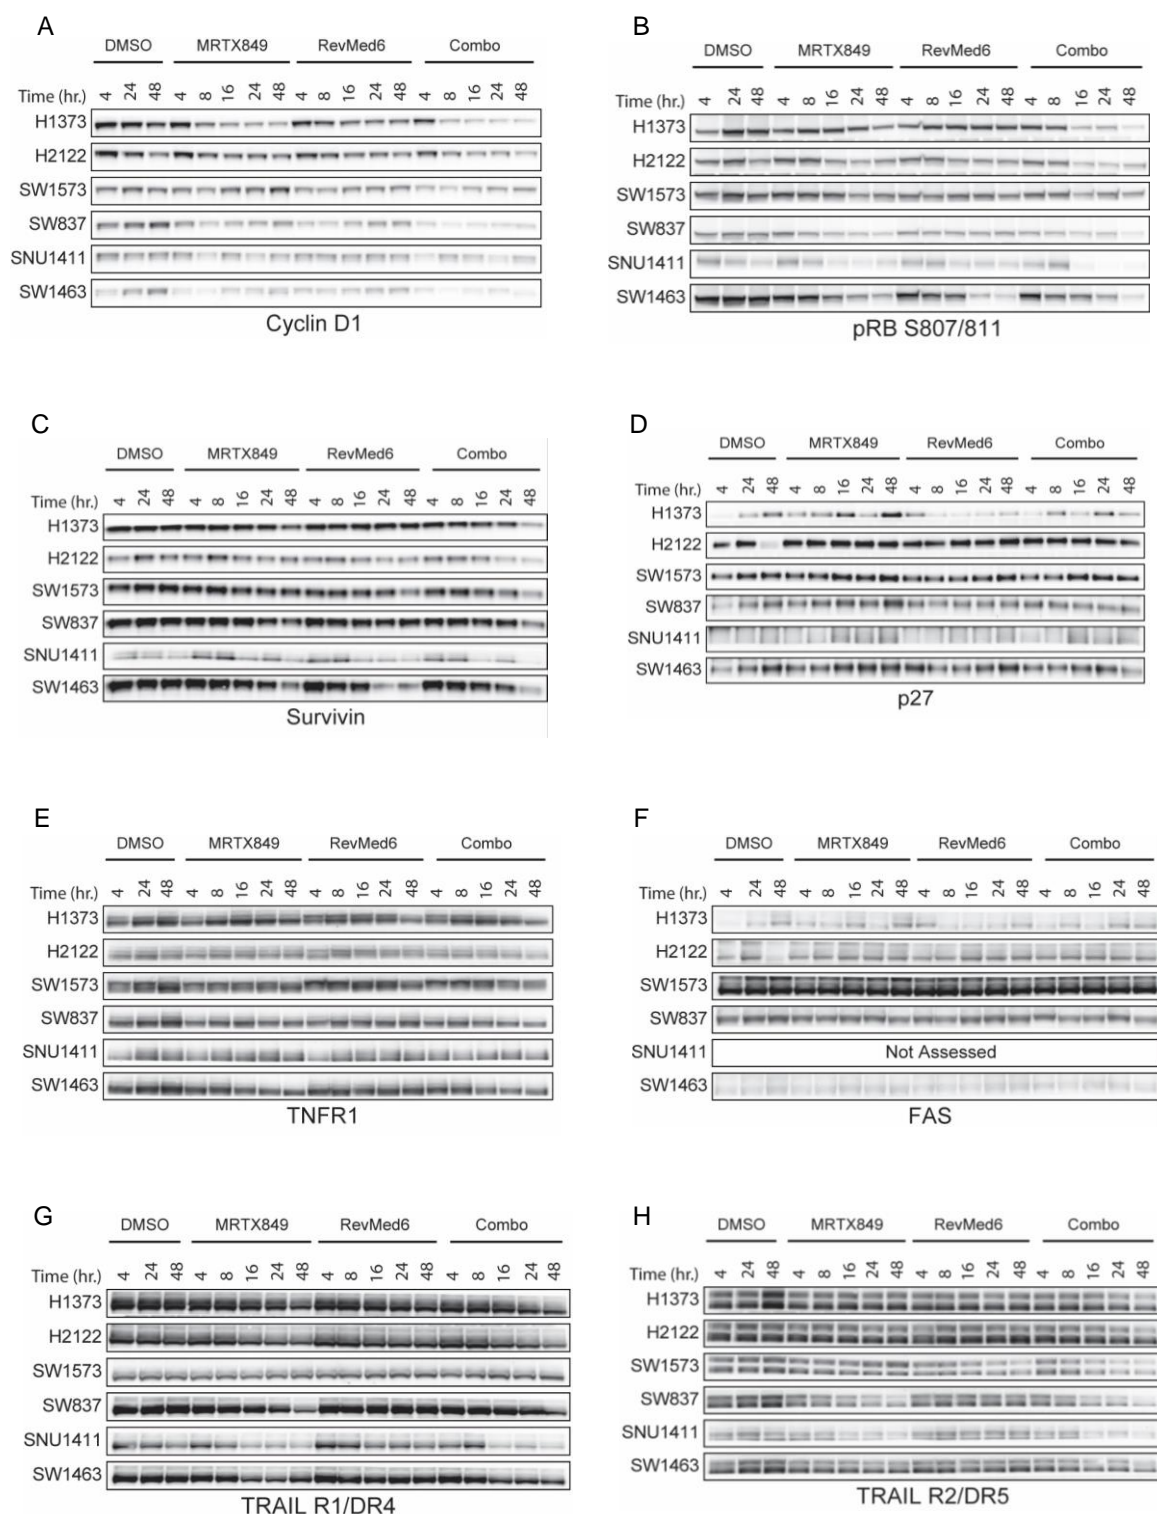 A
DMSO MRTX849 RevMed6 Combo
Time (hr.) 4 24 48 4 8 16 24 48 4 8 16 24 48 4 8 16 24 48
H1373
H2122
SW1573
SW837
SNU1411
SW1463
Cyclin D1
B
DMSO MRTX849 RevMed6 Combo
Time (hr.) 4 24 48 4 8 16 24 48 4 8 16 24 48 4 8 16 24 48
H1373
H2122
SW1573
SW837
SNU1411
SW1463
pRB S807/811
C
DMSO MRTX849 RevMed6 Combo
Time (hr.) 4 24 48 4 8 16 24 48 4 8 16 24 48 4 8 16 24 48
H1373
H2122
SW1573
SW837
SNU1411
SW1463
Survivin
D
DMSO MRTX849 RevMed6 Combo
Time (hr.) 4 24 48 4 8 16 24 48 4 8 16 24 48 4 8 16 24 48
H1373
H2122
SW1573
SW837
SNU1411
SW1463
p27
E
DMSO MRTX849 RevMed6 Combo
Time (hr.) 4 24 48 4 8 16 24 48 4 8 16 24 48 4 8 16 24 48
H1373
H2122
SW1573
SW837
SNU1411
SW1463
TNFR1
F
DMSO MRTX849 RevMed6 Combo
Time (hr.) 4 24 48 4 8 16 24 48 4 8 16 24 48 4 8 16 24 48
H1373
H2122
SW1573
SW837
SNU1411 Not Assessed
SW1463
FAS
G
DMSO MRTX849 RevMed6 Combo
Time (hr.) 4 24 48 4 8 16 24 48 4 8 16 24 48 4 8 16 24 48
H1373
H2122
SW1573
SW837
SNU1411
SW1463
TRAIL R1/DR4
H
DMSO MRTX849 RevMed6 Combo
Time (hr.) 4 24 48 4 8 16 24 48 4 8 16 24 48 4 8 16 24 48
H1373
H2122
SW1573
SW837
SNU1411
SW1463
TRAIL R2/DR5